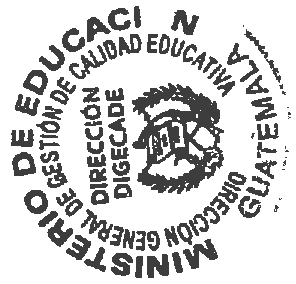 MINISTERIO DE EDUCACI N
GUATEMALA
DIRECCIÓN GENERAL DE GESTIÓN DE CALIDAD EDUCATIVA
DIRECCIÓN
DIGECADE